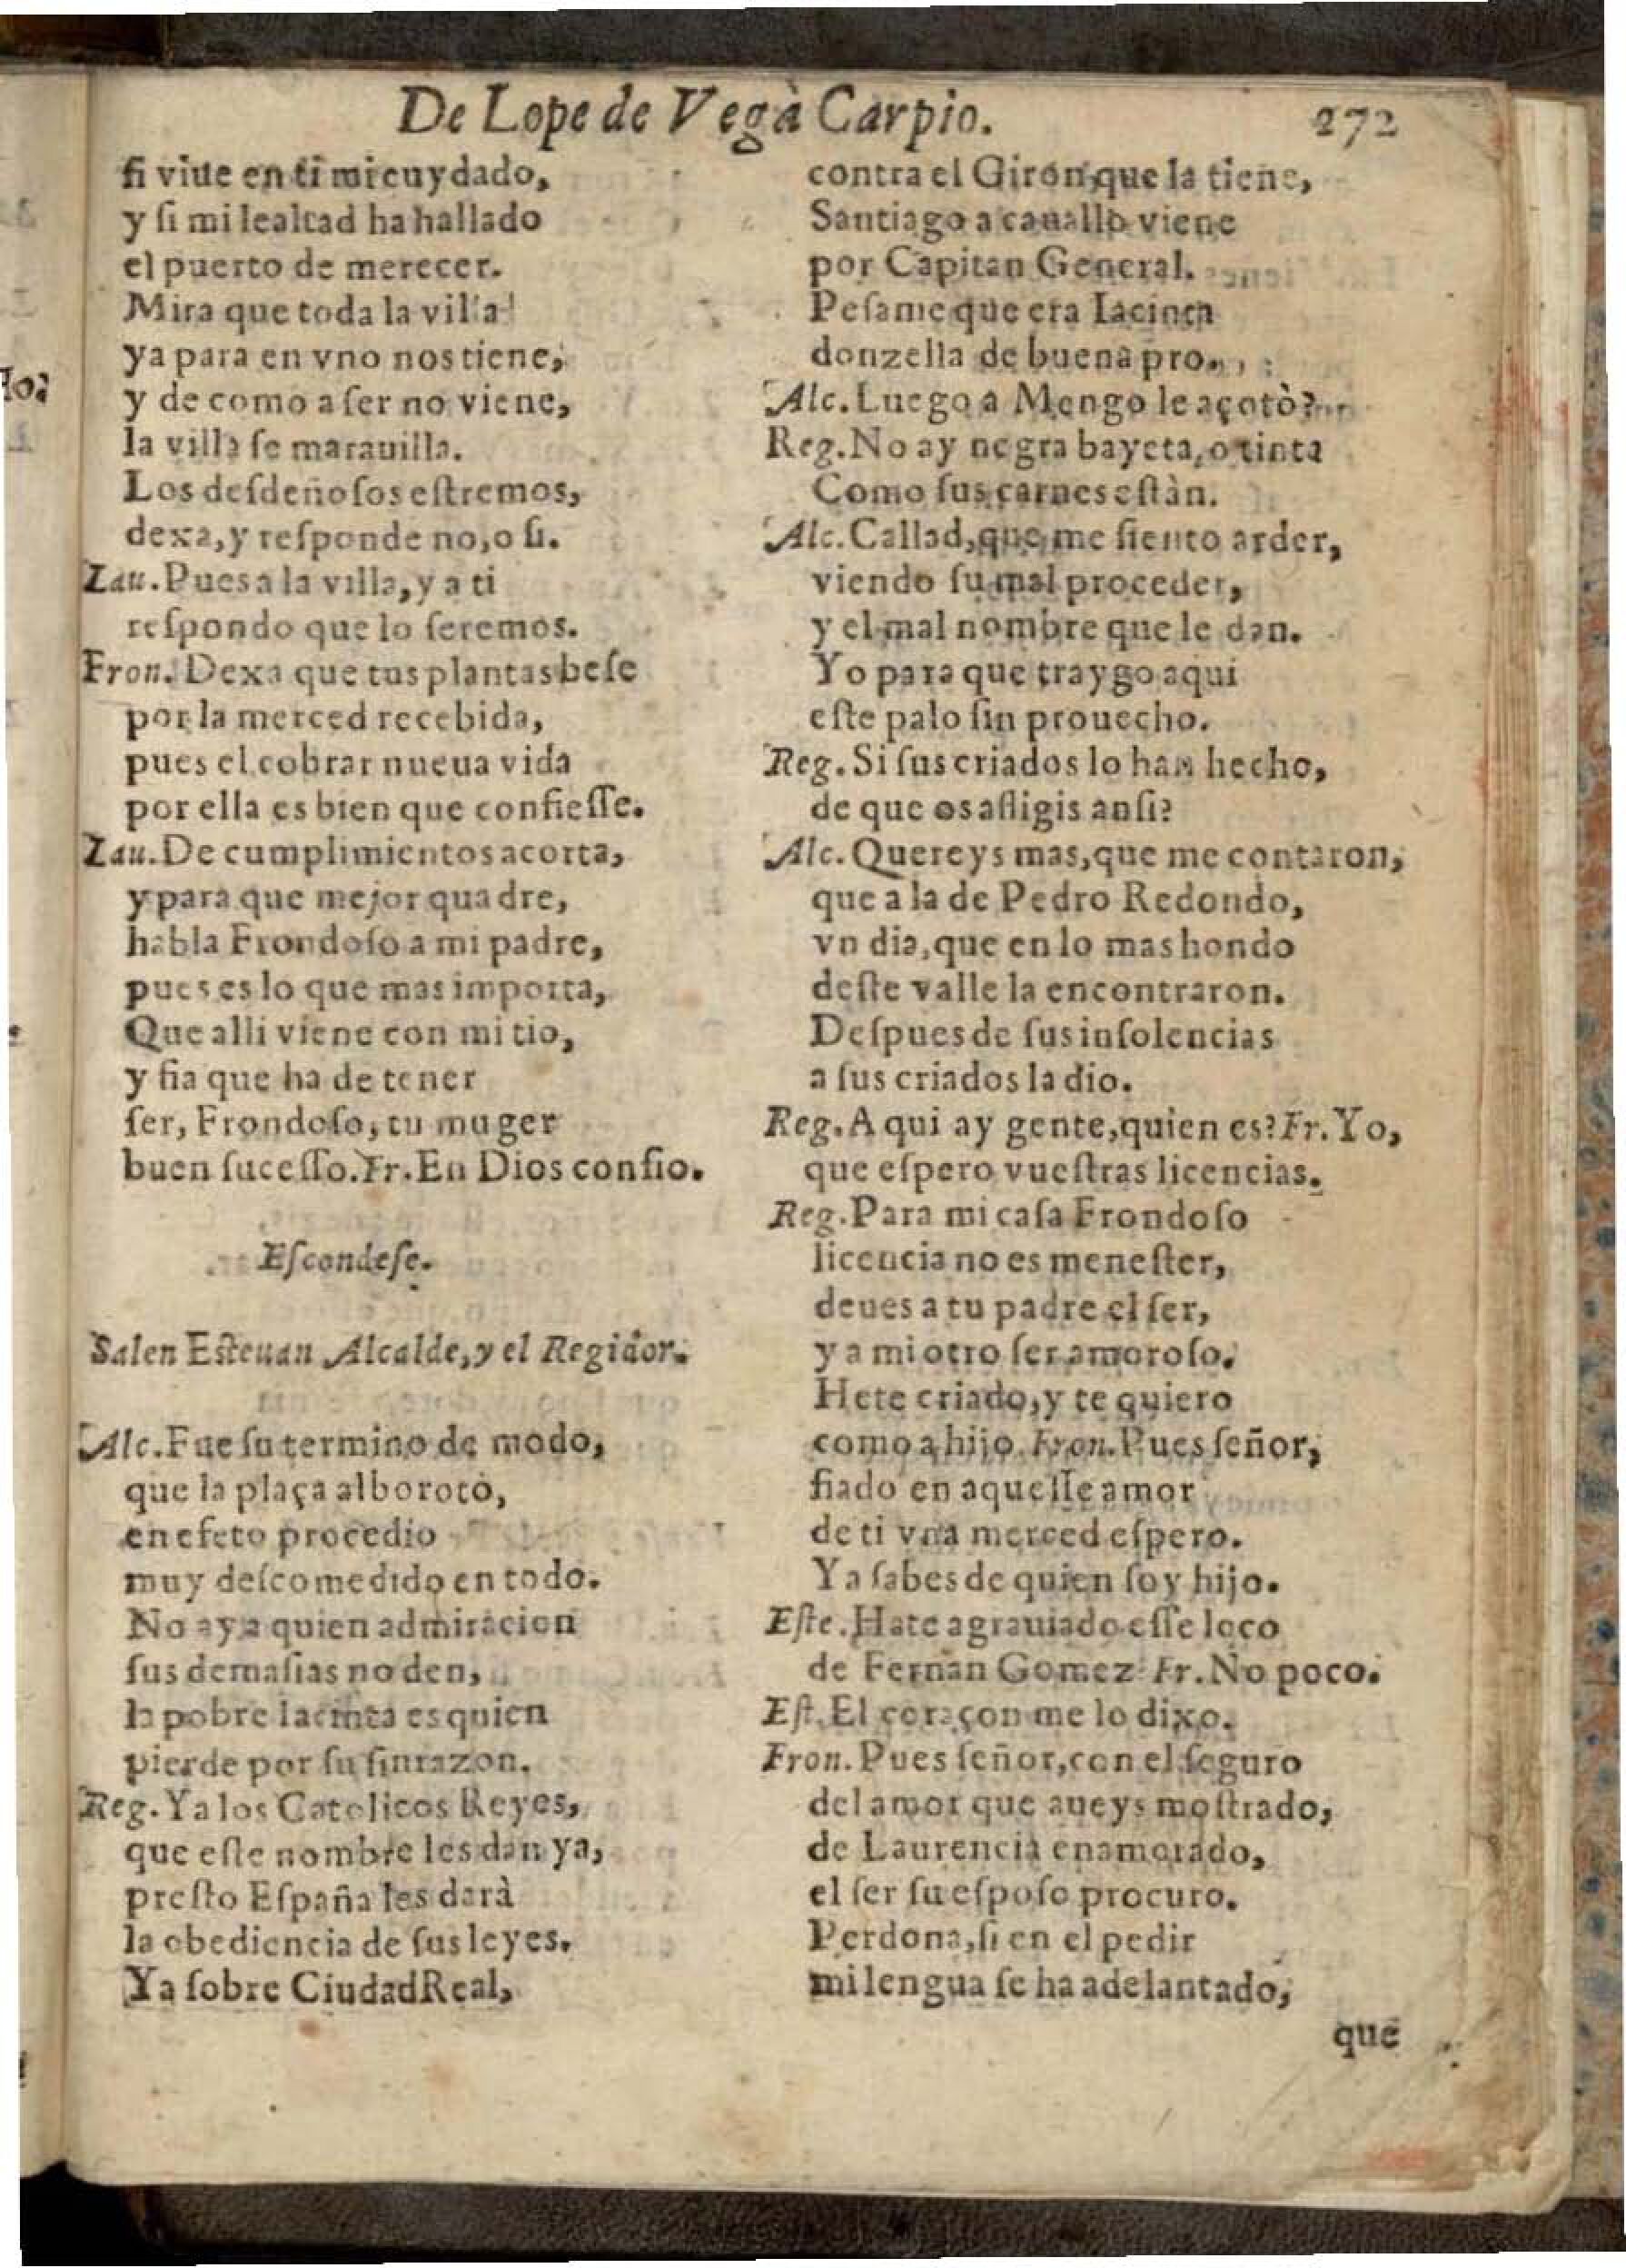 De Lope de Vegà Carpio. 272
si viue en ti mi cuydado,
y si mi lealtad ha hallado
el puerto de merecer.
Mira que toda la villa
ya para en vno nos tiene,
y de como a ser no viene,
la villa se marauilla.
Los desdeñosos estremos,
dexa, y responde no, o si.
Lau. Pues a la villa, y a ti
respondo que lo seremos.
Fron. Dexa que tus plantas bese
por la merced recebida,
pues el cobrar nueua vida
por ella es bien que confiesse.
Lau. De cumplimientos acorta,
y para que mejor quadre,
habla Frondoso a mi padre,
pues es lo que mas importa,
Que alli viene con mi tio,
y fia que ha de tener
ser, Frondoso, tu muger
buen sucesso. Fr. En Dios confio.
Escondese.
Salen Esteuan Alcalde, y el Regidor.
Alc. Fue su termino de modo,
que la plaça alborotò,
en efeto procedio
muy descomedido en todo.
No ay a quien admiracion
sus demasias no den,
la pobre Iacinta es quien
pierde por su sinrazon.
Reg. Ya los Catolicos Reyes,
que este nombre les dan ya,
presto España les darà
la obediencia de sus leyes.
Ya sobre Ciudad Real,
contra el Giron que la tiene,
Santiago a cauallo viene
por Capitan General.
Pesame que era Iacinta
donzella de buena pro.
Alc. Luego a Mengo le açotò?
Reg. No ay negra bayeta, o tinta
Como sus carnes estàn.
Alc. Callad, que me siento arder,
viendo su mal proceder,
y el mal nombre que le dan.
Yo para que traygo aqui
este palo sin prouecho.
Reg. Si sus criados lo han hecho,
de que os afligis ansi?
Alc. Quereys mas, que me contaron,
que a la de Pedro Redondo,
vn dia, que en lo mas hondo
deste valle la encontraron.
Despues de sus insolencias
a sus criados la dio.
Reg. Aqui ay gente, quien es? Fr. Yo,
que espero vuestras licencias.
Reg. Para mi casa Frondoso
licencia no es menester,
deues a tu padre el ser,
y a mi otro ser amoroso.
Hete criado, y te quiero
como a hijo. Fron. Pues señor,
fiado en aquesse amor
de ti vna merced espero.
Ya sabes de quien soy hijo.
Este. Hate agrauiado esse loco
de Fernan Gomez? Fr. No poco.
Est. El coraçon me lo dixo.
Fron. Pues señor, con el seguro
del amor que aueys mostrado,
de Laurencia enamorado,
el ser su esposo procuro.
Perdona, si en el pedir
mi lengua se ha adelantado,
que